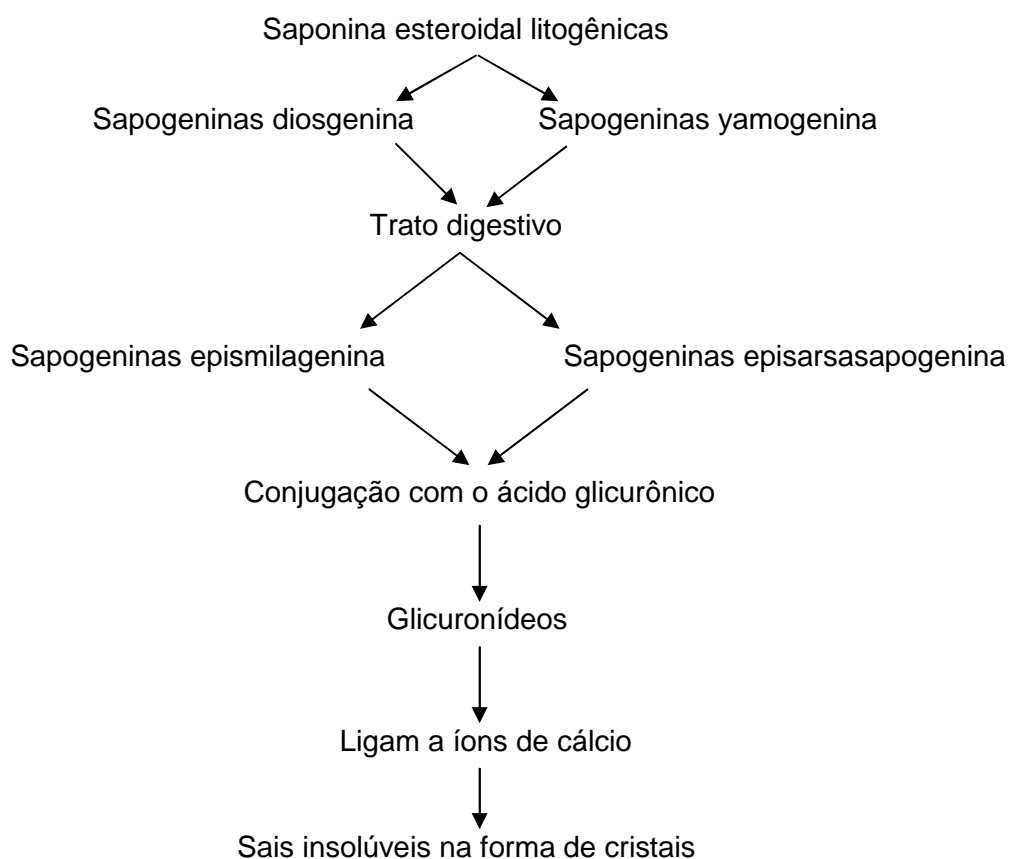 Saponina esteroidal litogênicas
Sapogeninas diosgenina
Sapogeninas yamogenina
Trato digestivo
Sapogeninas epismilagenina
Sapogeninas episarsasapogenina
Conjugação com o ácido glicurônico
Glicuronídeos
Ligam a íons de cálcio
Sais insolúveis na forma de cristais